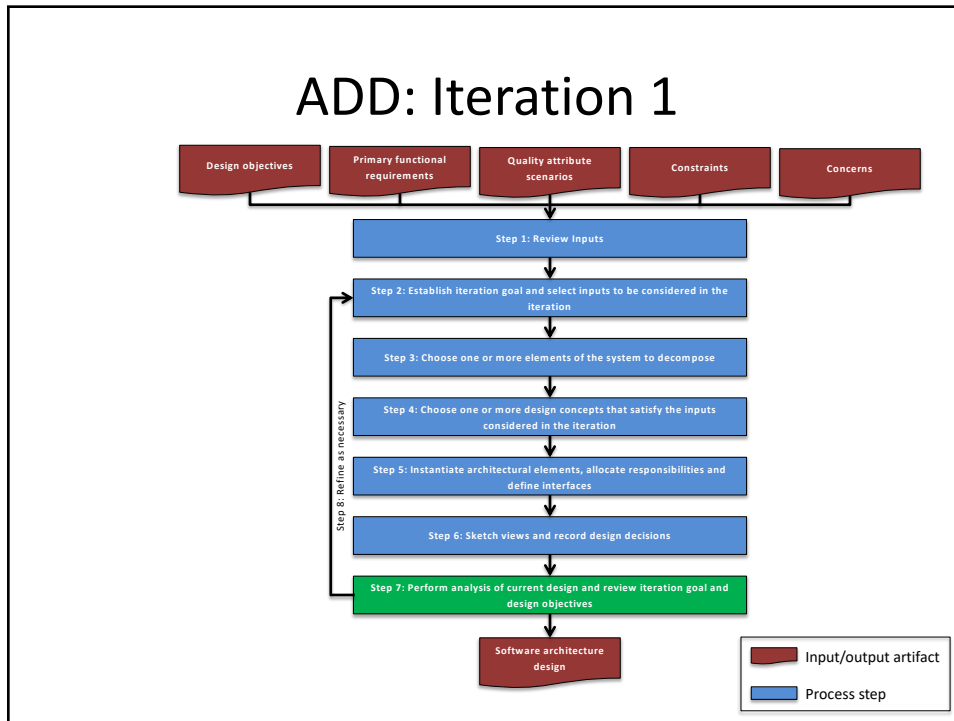 ADD: Iteration 1
Design objectives
Primary functional
requirements
Quality attribute
scenarios
Constraints
Concerns
Step 1: Review Inputs
Step 2: Establish iteration goal and select inputs to be considered in the
iteration
Step 3: Choose one or more elements of the system to decompose
Step 4: Choose one or more design concepts that satisfy the inputs
considered in the iteration
Step 5: Instantiate architectural elements, allocate responsibilities and
define interfaces
Step 6: Sketch views and record design decisions
Step 7: Perform analysis of current design and review iteration goal and
design objectives
Step 8: Refine as necessary
Software architecture
design
Input/output artifact
Process step